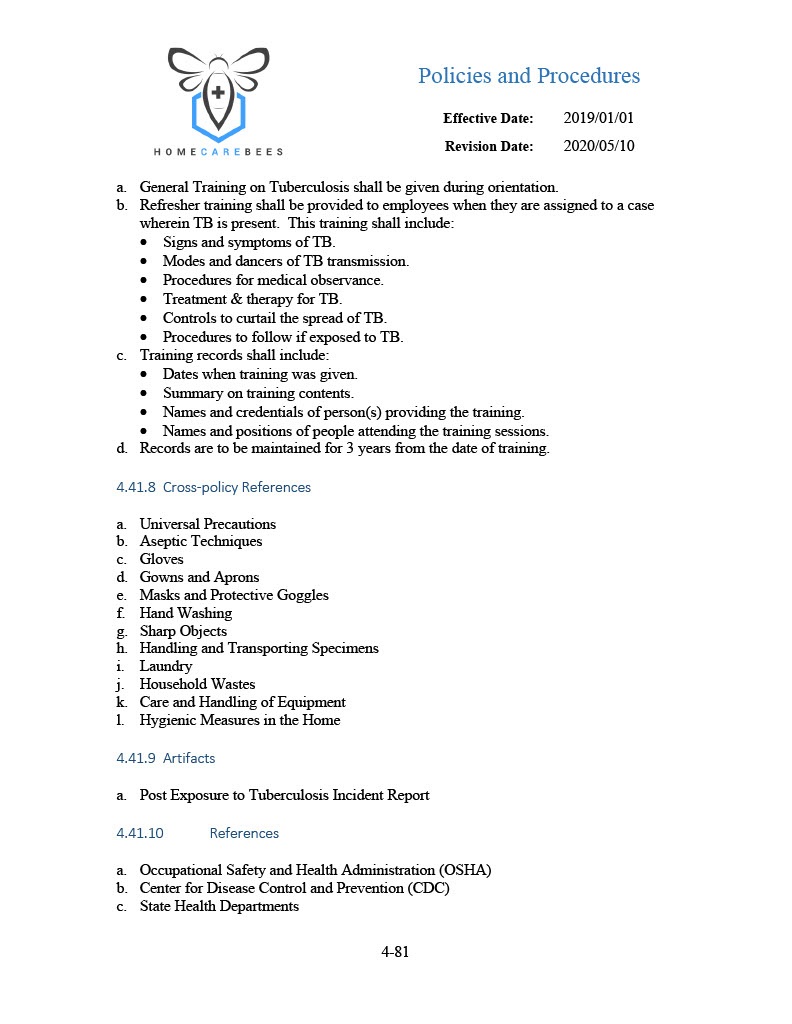 Policies and Procedures
Effective Date: 2019/01/01
Revision Date: 2020/05/10
HOMECAREBEES
a. General Training on Tuberculosis shall be given during orientation.
b. Refresher training shall be provided to employees when they are assigned to a case
wherein TB is present. This training shall include:
• Signs and symptoms of TB.
• Modes and dancers of TB transmission.
• Procedures for medical observance.
• Treatment & therapy for TB.
• Controls to curtail the spread of TB.
• Procedures to follow if exposed to TB.
c. Training records shall include:
• Dates when training was given.
• Summary on training contents.
• Names and credentials of person(s) providing the training.
• Names and positions of people attending the training sessions.
d. Records are to be maintained for 3 years from the date of training.
4.41.8 Cross-policy References
a. Universal Precautions
b. Aseptic Techniques
c. Gloves
d. Gowns and Aprons
e. Masks and Protective Goggles
f. Hand Washing
g. Sharp Objects
h. Handling and Transporting Specimens
i. Laundry
j. Household Wastes
k. Care and Handling of Equipment
l. Hygienic Measures in the Home
4.41.9 Artifacts
a. Post Exposure to Tuberculosis Incident Report
4.41.10 References
a. Occupational Safety and Health Administration (OSHA)
b. Center for Disease Control and Prevention (CDC)
c. State Health Departments
4-81